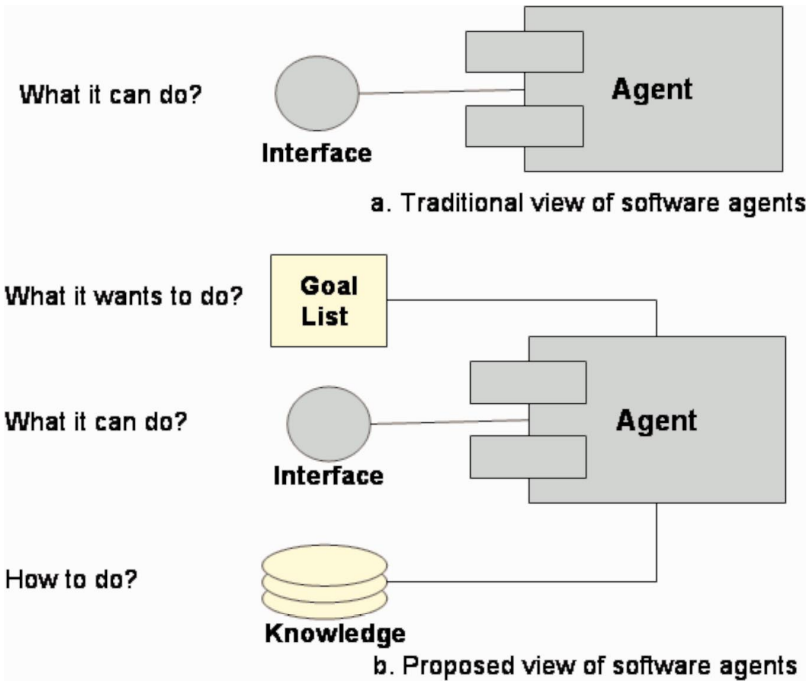 What it can do?
Agent
Interface
a. Traditional view of software agents
What it wants to do?
Goal
List
What it can do?
Agent
Interface
How to do?
Knowledge
b. Proposed view of software agents